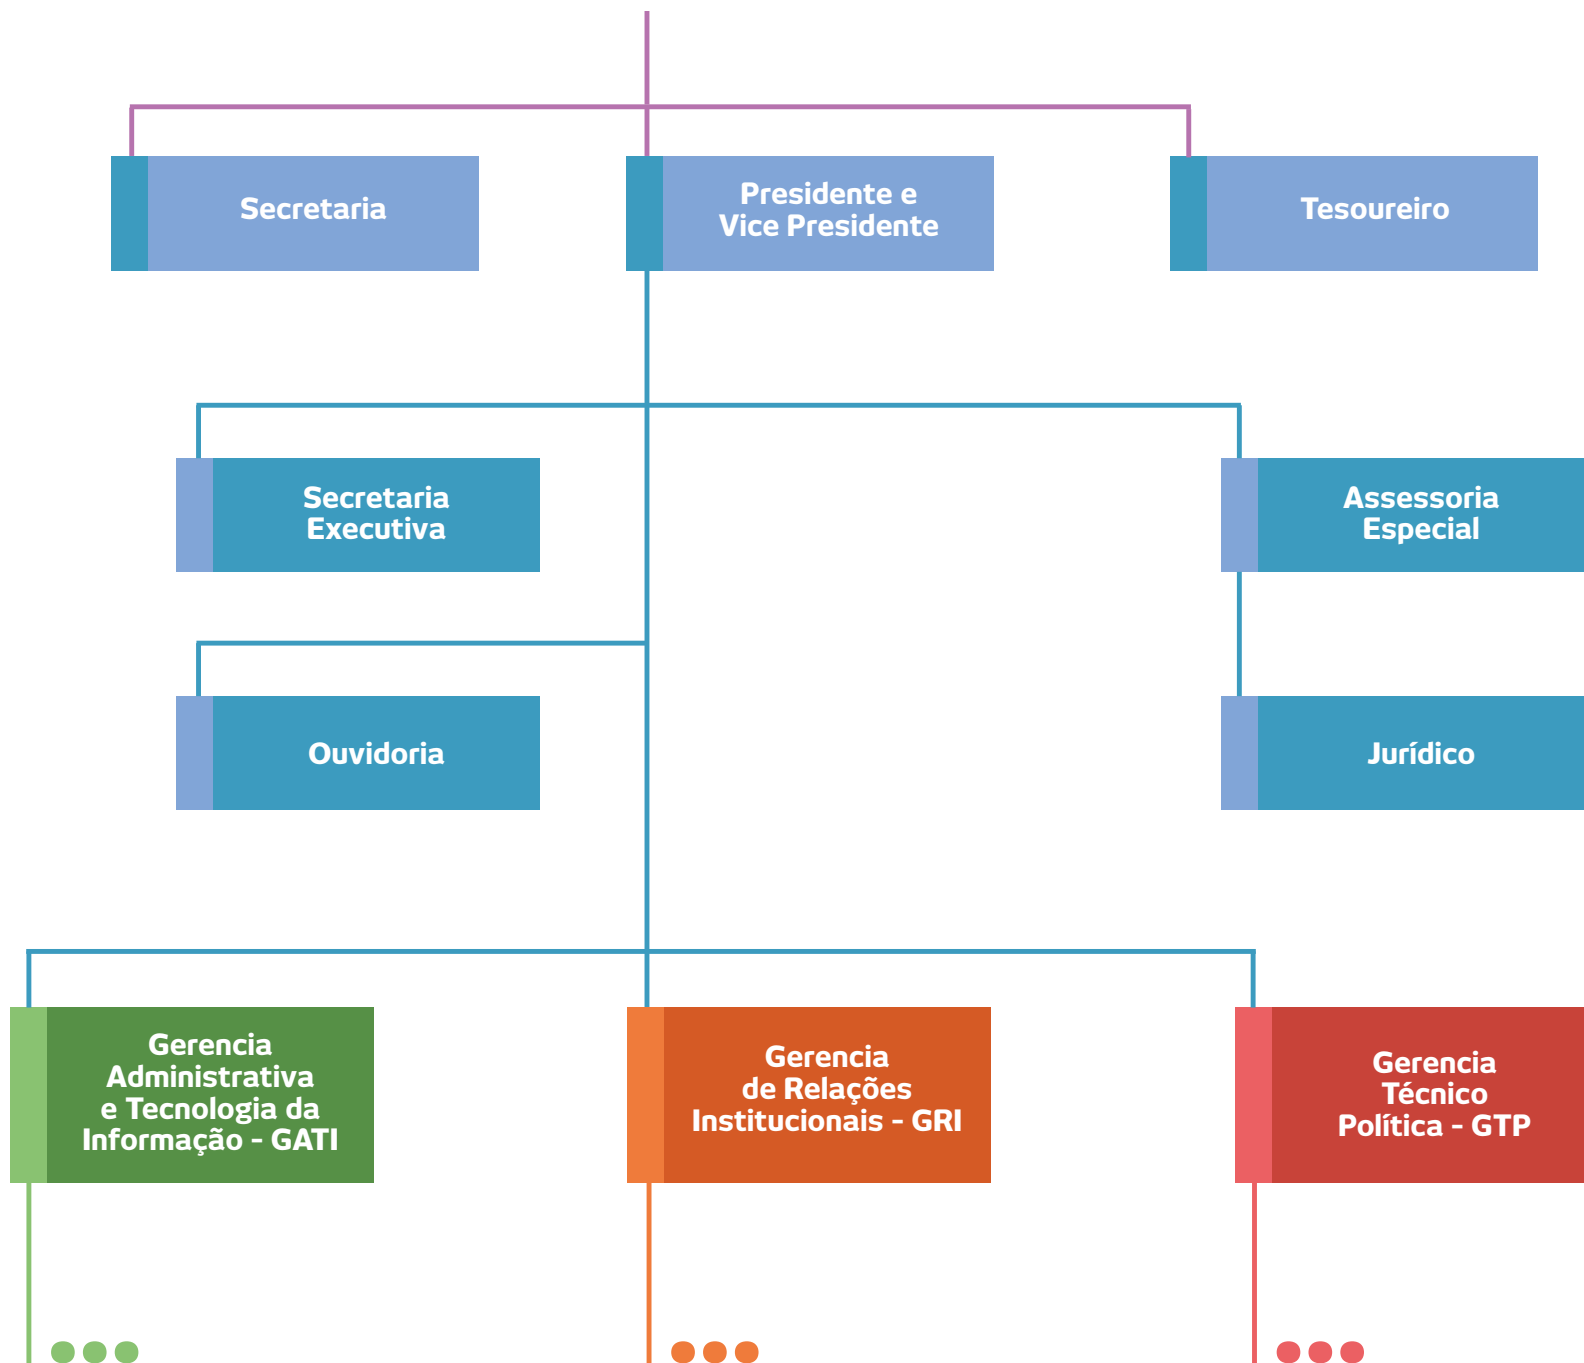 Secretaria
Presidente e
Vice Presidente
Tesoureiro
Secretaria
Executiva
Assessoria
Especial
Ouvidoria
Jurídico
Gerencia
Administrativa
e Tecnologia da
Informação - GATI
Gerencia
de Relações
Institucionais - GRI
Gerencia
Técnico
Política - GTP